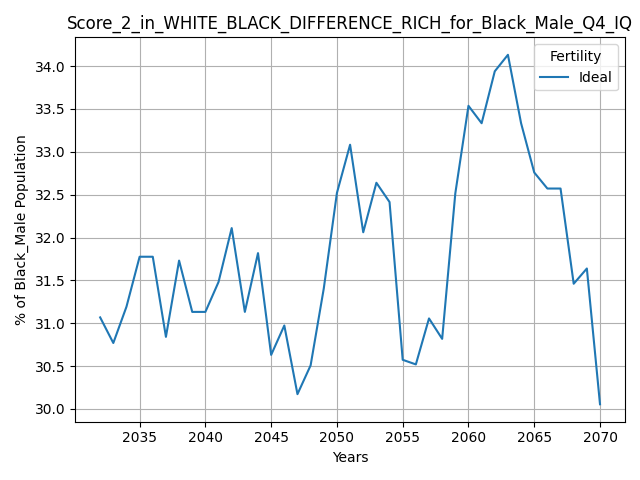 Score_2_in_WHITE_BLACK_DIFFERENCE_RICH_for_Black_Male_Q4_IQ
Fertility
Ideal
% of Black_Male Population
34.0
33.5
33.0
32.5
32.0
31.5
31.0
30.5
30.0
2035 2040 2045 2050 2055 2060 2065 2070
Years